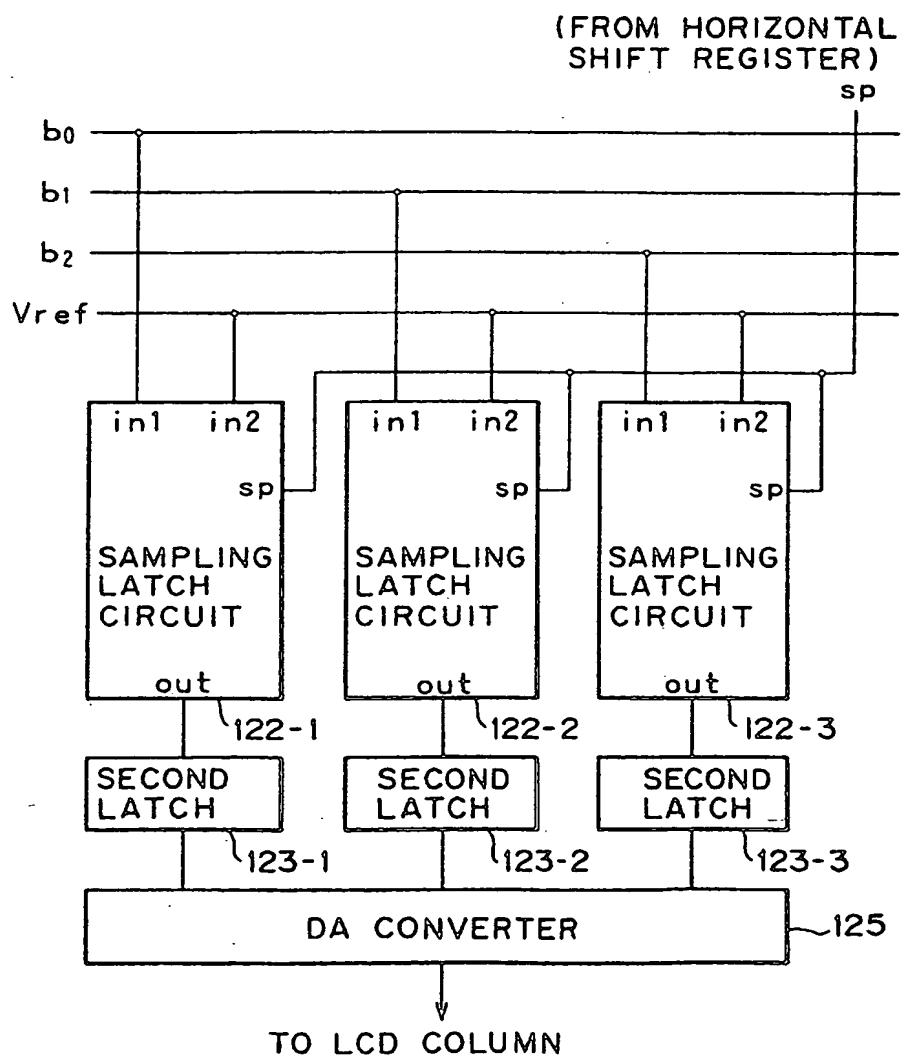 (FROM HORIZONTAL
SHIFT REGISTER)
sp
b0
b1
b2
Vref
in1 in2
in1 in2
in1 in2
sp
sp
sp
SAMPLING
LATCH
CIRCUIT
SAMPLING
LATCH
CIRCUIT
SAMPLING
LATCH
CIRCUIT
out
out
out
122-1
122-2
122-3
SECOND
LATCH
SECOND
LATCH
SECOND
LATCH
123-1
123-2
123-3
DA CONVERTER
125
TO LCD COLUMN